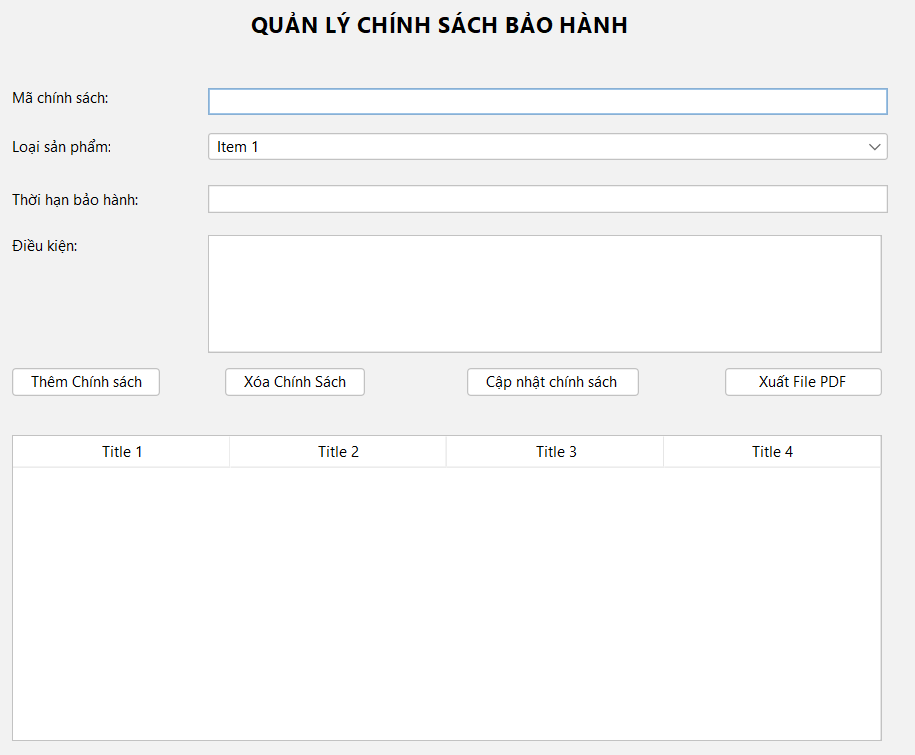 QUẢN LÝ CHÍNH SÁCH BẢO HÀNH
Mã chính sách:
Loại sản phẩm: Item 1
Thời hạn bảo hành:
Điều kiện:
Thêm Chính sách Xóa Chính Sách Cập nhật chính sách Xuất File PDF
Title 1 Title 2 Title 3 Title 4